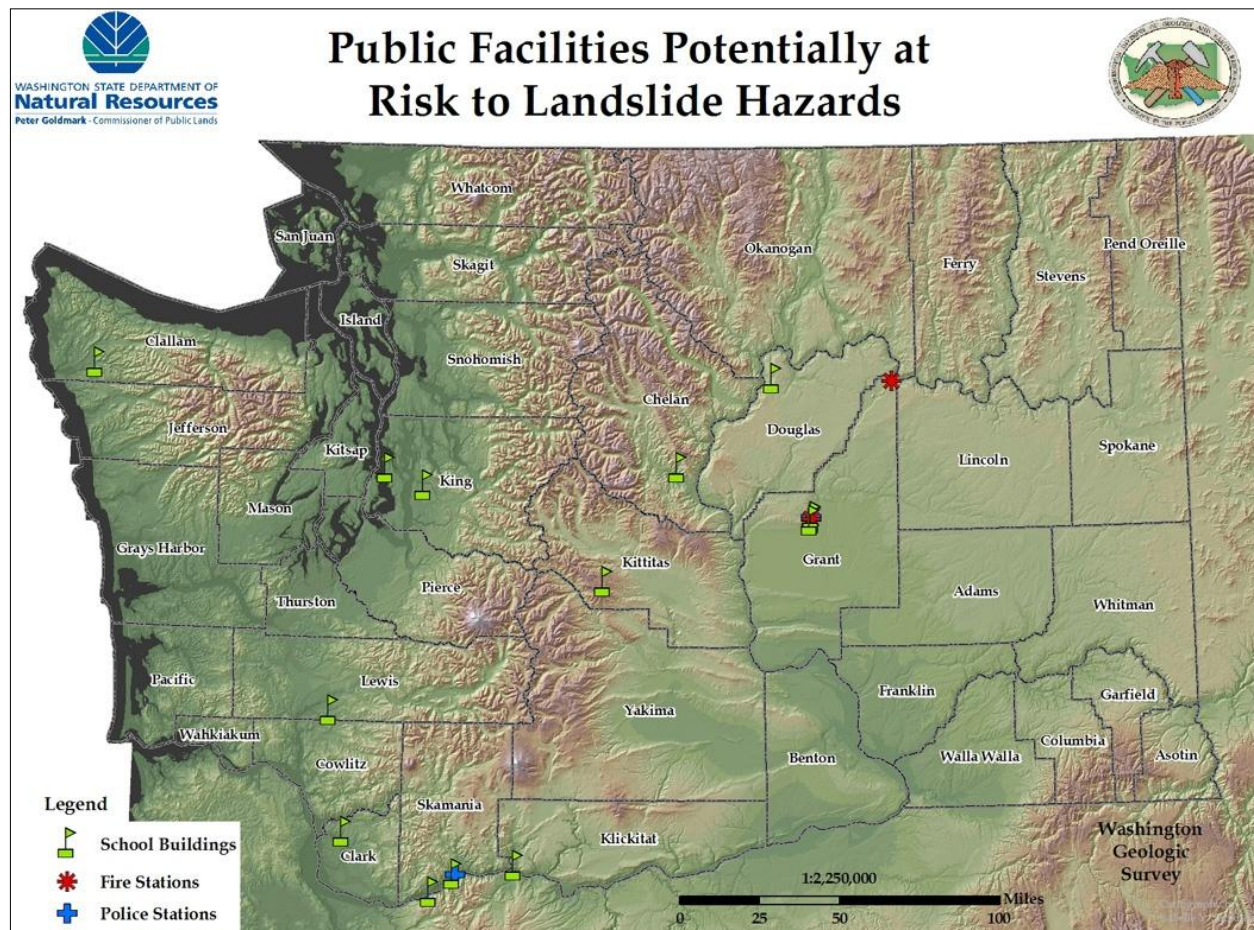 WASHINGTON STATE DEPARTMENT OF
Natural Resources
Peter Goldmark - Commissioner of Public Lands
Public Facilities Potentially at
Risk to Landslide Hazards
Whatcom
San Juan
Skagit
Okanogan
Ferry
Stevens
Pend Oreille
Island
Clallam
Snohomish
Chelan
Jefferson
Kitsap
King
Douglas
Lincoln
Spokane
Mason
Grays Harbor
Kittitas
Grant
Pierce
Thurston
Adams
Whitman
Pacific
Lewis
Yakima
Franklin
Garfield
Wahkiakum
Cowlitz
Benton
Walla Walla
Columbia
Asotin
Skamania
Klickitat
Clark
Legend
School Buildings
Fire Stations
Police Stations
Washington
Geologic
Survey
1:2,250,000
Miles
0 25 50 100